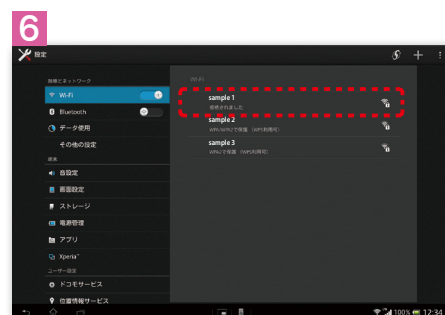 6
設定
無線とネットワーク
Wi-Fi
Bluetooth
データ使用
その他の設定
端末
音設定
画面設定
ストレージ
電源管理
アプリ
Xperia™
ユーザー設定
ドコモサービス
位置情報サービス
Wi-Fi
sample 1
接続されました
sample 2
WPA/WPA2で保護（WPS利用可）
sample 3
WPA2で保護（WPS利用可）
100% 12:34